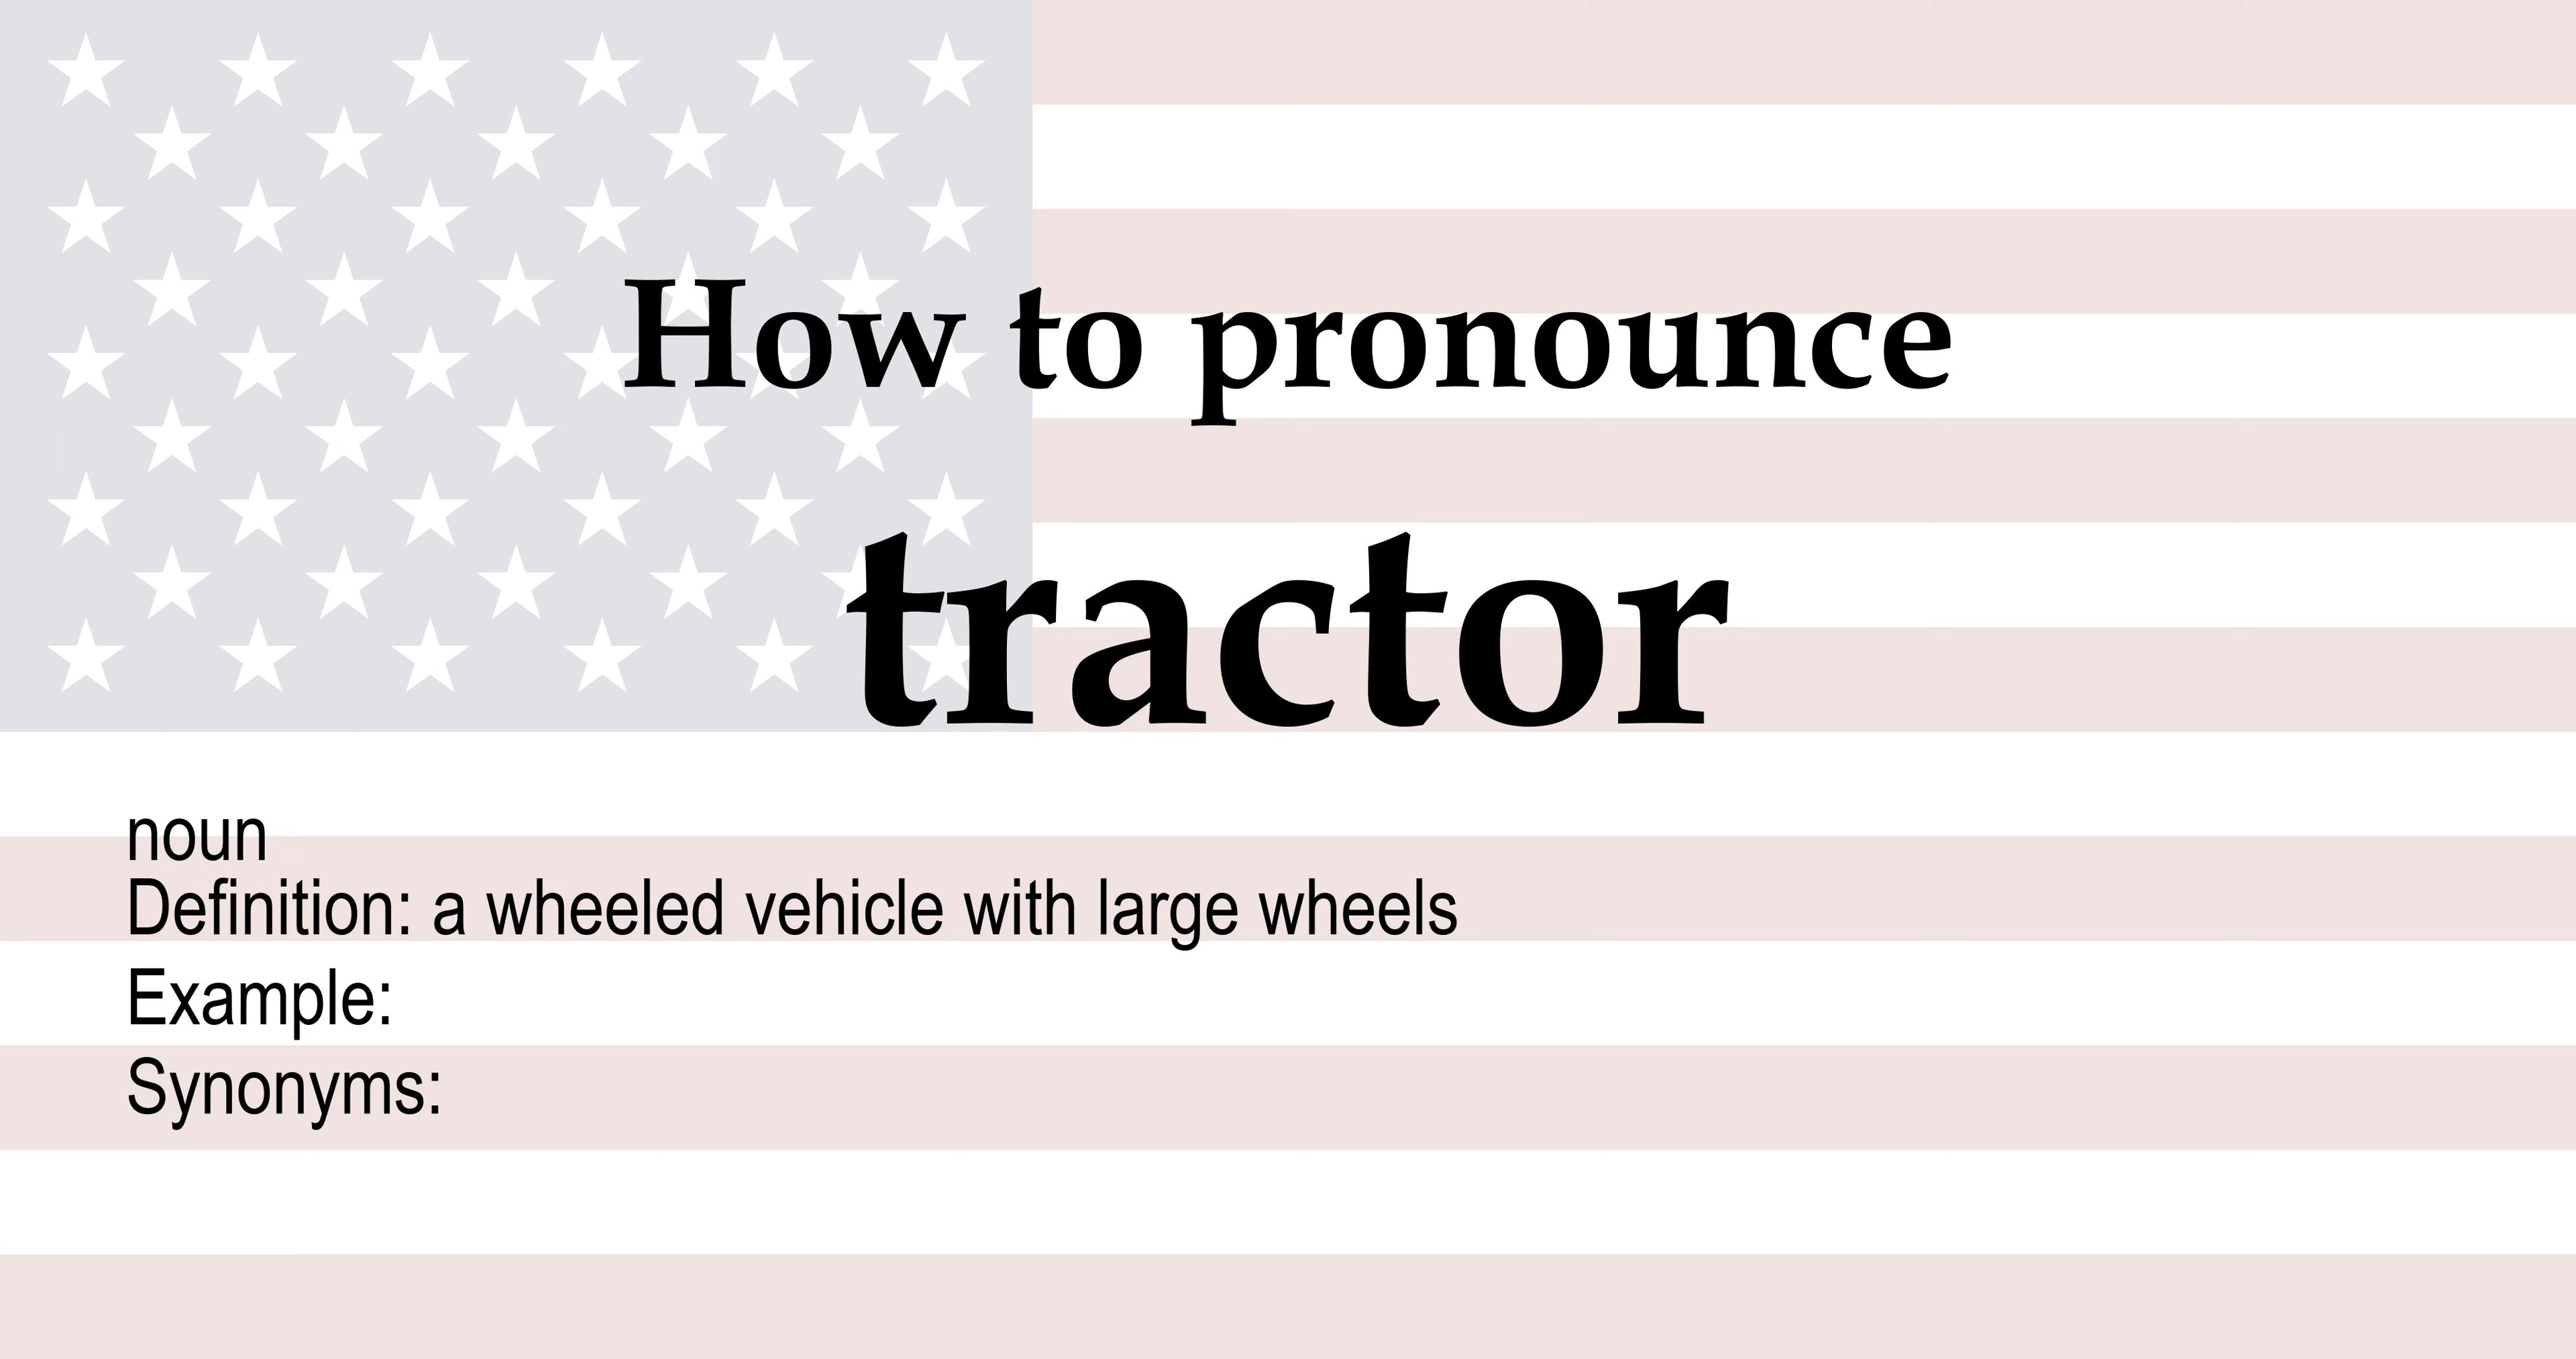 How to pronounce
tractor
noun
Definition: a wheeled vehicle with large wheels
Example:
Synonyms: